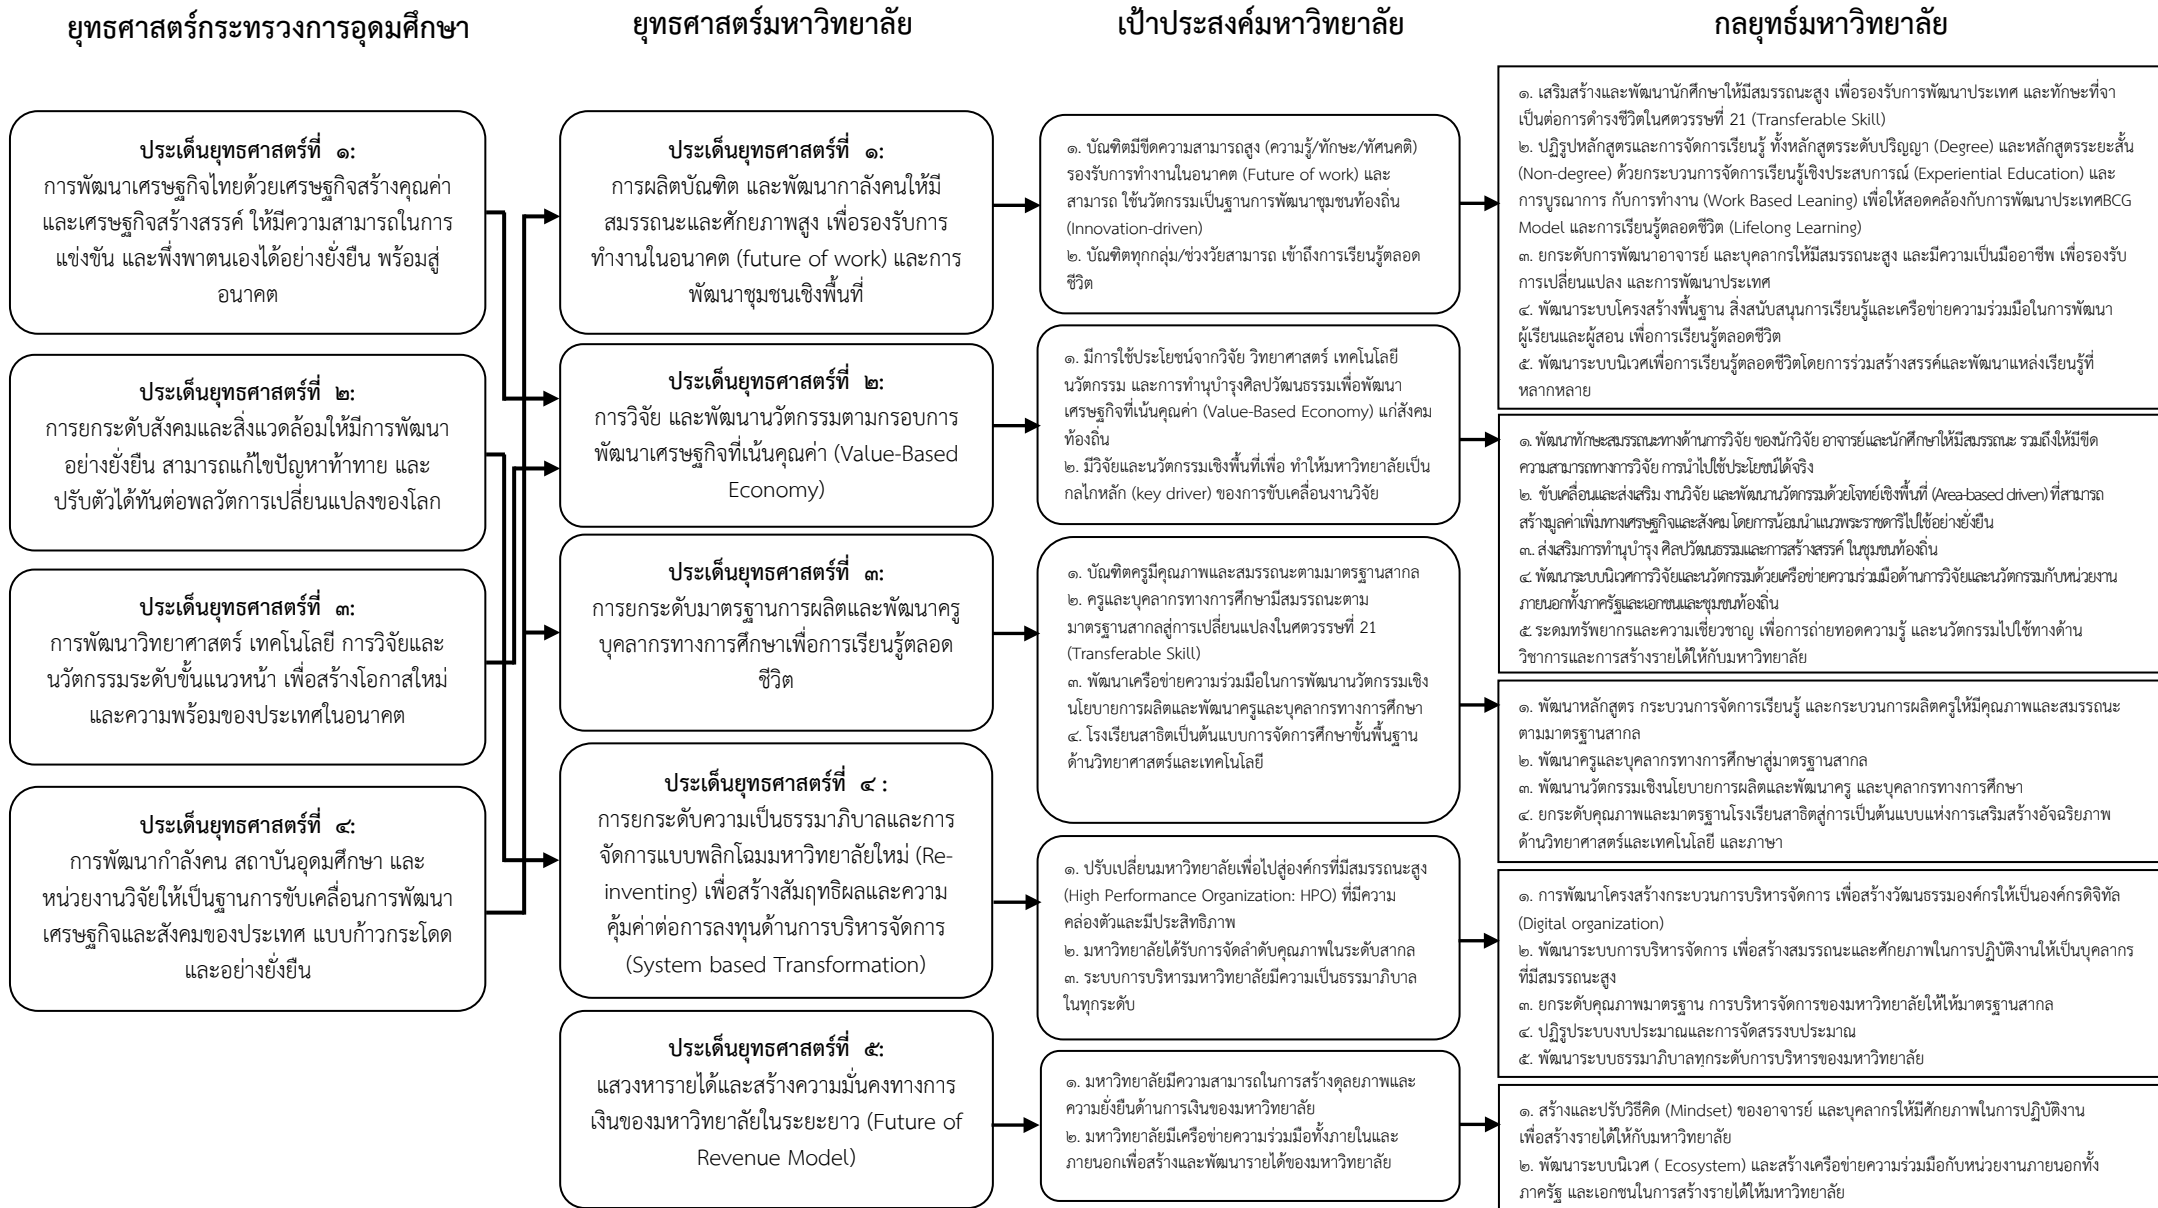 ยุทธศาสตร์กระทรวงการอุดมศึกษา
ยุทธศาสตร์มหาวิทยาลัย
เป้าประสงค์มหาวิทยาลัย
กลยุทธ์มหาวิทยาลัย
ประเด็นยุทธศาสตร์ที่ ๑:
การพัฒนาเศรษฐกิจไทยด้วยเศรษฐกิจสร้างคุณค่า
และเศรษฐกิจสร้างสรรค์ ให้มีความสามารถในการ
แข่งขัน และพึ่งพาตนเองได้อย่างยั่งยืน พร้อมสู่
อนาคต
ประเด็นยุทธศาสตร์ที่ ๒:
การยกระดับสังคมและสิ่งแวดล้อมให้มีการพัฒนา
อย่างยั่งยืน สามารถแก้ไขปัญหาท้าทาย และ
ปรับตัวได้ทันต่อพลวัตการเปลี่ยนแปลงของโลก
ประเด็นยุทธศาสตร์ที่ ๓:
การพัฒนาวิทยาศาสตร์ เทคโนโลยี การวิจัยและ
นวัตกรรมระดับขั้นแนวหน้า เพื่อสร้างโอกาสใหม่
และความพร้อมของประเทศในอนาคต
ประเด็นยุทธศาสตร์ที่ ๔:
การพัฒนากำลังคน สถาบันอุดมศึกษา และ
หน่วยงานวิจัยให้เป็นฐานการขับเคลื่อนการพัฒนา
เศรษฐกิจและสังคมของประเทศ แบบก้าวกระโดด
และอย่างยั่งยืน
ประเด็นยุทธศาสตร์ที่ ๑:
การผลิตบัณฑิต และพัฒนากาลังคนให้มี
สมรรถนะและศักยภาพสูง เพื่อรองรับการ
ทำงานในอนาคต (future of work) และการ
พัฒนาชุมชนเชิงพื้นที่
ประเด็นยุทธศาสตร์ที่ ๒:
การวิจัย และพัฒนานวัตกรรมตามกรอบการ
พัฒนาเศรษฐกิจที่เน้นคุณค่า (Value-Based
Economy)
ประเด็นยุทธศาสตร์ที่ ๓:
การยกระดับมาตรฐานการผลิตและพัฒนาครู
บุคลากรทางการศึกษาเพื่อการเรียนรู้ตลอด
ชีวิต
ประเด็นยุทธศาสตร์ที่ ๔ :
การยกระดับความเป็นธรรมาภิบาลและการ
จัดการแบบพลิกโฉมมหาวิทยาลัยใหม่ (Re-
inventing) เพื่อสร้างสัมฤทธิผลและความ
คุ้มค่าต่อการลงทุนด้านการบริหารจัดการ
(System based Transformation)
ประเด็นยุทธศาสตร์ที่ ๕:
แสวงหารายได้และสร้างความมั่นคงทางการ
เงินของมหาวิทยาลัยในระยะยาว (Future of
Revenue Model)
๑. บัณฑิตมีขีดความสามารถสูง (ความรู้/ทักษะ/ทัศนคติ)
รองรับการทำงานในอนาคต (Future of work) และ
สามารถ ใช้นวัตกรรมเป็นฐานการพัฒนาชุมชนท้องถิ่น
(Innovation-driven)
๒. บัณฑิตทุกกลุ่ม/ช่วงวัยสามารถ เข้าถึงการเรียนรู้ตลอด
ชีวิต
๑. มีการใช้ประโยชน์จากวิจัย วิทยาศาสตร์ เทคโนโลยี
นวัตกรรม และการทำนุบำรุงศิลปวัฒนธรรมเพื่อพัฒนา
เศรษฐกิจที่เน้นคุณค่า (Value-Based Economy) แก่สังคม
ท้องถิ่น
๒. มีวิจัยและนวัตกรรมเชิงพื้นที่เพื่อ ทำให้มหาวิทยาลัยเป็น
กลไกหลัก (key driver) ของการขับเคลื่อนงานวิจัย
๑. บัณฑิตครูมีคุณภาพและสมรรถนะตามมาตรฐานสากล
๒. ครูและบุคลากรทางการศึกษามีสมรรถนะตาม
มาตรฐานสากลสู่การเปลี่ยนแปลงในศตวรรษที่ 21
(Transferable Skill)
๓. พัฒนาเครือข่ายความร่วมมือในการพัฒนานวัตกรรมเชิง
นโยบายการผลิตและพัฒนาครูและบุคลากรทางการศึกษา
๔. โรงเรียนสาธิตเป็นต้นแบบการจัดการศึกษาขั้นพื้นฐาน
ด้านวิทยาศาสตร์และเทคโนโลยี
๑. ปรับเปลี่ยนมหาวิทยาลัยเพื่อไปสู่องค์กรที่มีสมรรถนะสูง
(High Performance Organization: HPO) ที่มีความ
คล่องตัวและมีประสิทธิภาพ
๒. มหาวิทยาลัยได้รับการจัดลำดับคุณภาพในระดับสากล
๓. ระบบการบริหารมหาวิทยาลัยมีความเป็นธรรมาภิบาล
ในทุกระดับ
๑. มหาวิทยาลัยมีความสามารถในการสร้างดุลยภาพและ
ความยั่งยืนด้านการเงินของมหาวิทยาลัย
๒. มหาวิทยาลัยมีเครือข่ายความร่วมมือทั้งภายในและ
ภายนอกเพื่อสร้างและพัฒนารายได้ของมหาวิทยาลัย
๑. เสริมสร้างและพัฒนานักศึกษาให้มีสมรรถนะสูง เพื่อรองรับการพัฒนาประเทศ และทักษะที่จา
เป็นต่อการดำรงชีวิตในศตวรรษที่ 21 (Transferable Skill)
๒. ปฏิรูปหลักสูตรและการจัดการเรียนรู้ ทั้งหลักสูตรระดับปริญญา (Degree) และหลักสูตรระยะสั้น
(Non-degree) ด้วยกระบวนการจัดการเรียนรู้เชิงประสบการณ์ (Experiential Education) และ
การบูรณาการ กับการทำงาน (Work Based Leaning) เพื่อให้สอดคล้องกับการพัฒนาประเทศBCG
Model และการเรียนรู้ตลอดชีวิต (Lifelong Learning)
๓. ยกระดับการพัฒนาอาจารย์ และบุคลากรให้มีสมรรถนะสูง และมีความเป็นมืออาชีพ เพื่อรองรับ
การเปลี่ยนแปลง และการพัฒนาประเทศ
๔. พัฒนาระบบโครงสร้างพื้นฐาน สิ่งสนับสนุนการเรียนรู้และเครือข่ายความร่วมมือในการพัฒนา
ผู้เรียนและผู้สอน เพื่อการเรียนรู้ตลอดชีวิต
๕. พัฒนาระบบนิเวศเพื่อการเรียนรู้ตลอดชีวิตโดยการร่วมสร้างสรรค์และพัฒนาแหล่งเรียนรู้ที่
หลากหลาย
๑. พัฒนาทักษะสมรรถนะทางด้านการวิจัย ของนักวิจัย อาจารย์และนักศึกษาให้มีสมรรถนะ รวมถึงให้มีขีด
ความสามารถทางการวิจัย การนำไปใช้ประโยชน์ได้จริง
๒. ขับเคลื่อนและส่งเสริม งานวิจัย และพัฒนานวัตกรรมด้วยโจทย์เชิงพื้นที่ (Area-based driven) ที่สามารถ
สร้างมูลค่าเพิ่มทางเศรษฐกิจและสังคม โดยการน้อมนำแนวพระราชดาริไปใช้อย่างยั่งยืน
๓. ส่งเสริมการทำนุบำรุง ศิลปวัฒนธรรมและการสร้างสรรค์ ในชุมชนท้องถิ่น
๔. พัฒนาระบบนิเวศการวิจัยและนวัตกรรมด้วยเครือข่ายความร่วมมือด้านการวิจัยและนวัตกรรมกับหน่วยงาน
ภายนอกทั้งภาครัฐและเอกชนและชุมชนท้องถิ่น
๕. ระดมทรัพยากรและความเชี่ยวชาญ เพื่อการถ่ายทอดความรู้ และนวัตกรรมไปใช้ทางด้าน
วิชาการและการสร้างรายได้ให้กับมหาวิทยาลัย
๑. พัฒนาหลักสูตร กระบวนการจัดการเรียนรู้ และกระบวนการผลิตครูให้มีคุณภาพและสมรรถนะ
ตามมาตรฐานสากล
๒. พัฒนาครูและบุคลากรทางการศึกษาสู่มาตรฐานสากล
๓. พัฒนานวัตกรรมเชิงนโยบายการผลิตและพัฒนาครู และบุคลากรทางการศึกษา
๔. ยกระดับคุณภาพและมาตรฐานโรงเรียนสาธิตสู่การเป็นต้นแบบแห่งการเสริมสร้างอัจฉริยภาพ
ด้านวิทยาศาสตร์และเทคโนโลยี และภาษา
๑. การพัฒนาโครงสร้างกระบวนการบริหารจัดการ เพื่อสร้างวัฒนธรรมองค์กรให้เป็นองค์กรดิจิทัล
(Digital organization)
๒. พัฒนาระบบการบริหารจัดการ เพื่อสร้างสมรรถนะและศักยภาพในการปฏิบัติงานให้เป็นบุคลากร
ที่มีสมรรถนะสูง
๓. ยกระดับคุณภาพมาตรฐาน การบริหารจัดการของมหาวิทยาลัยให้ให้มาตรฐานสากล
๔. ปฏิรูประบบงบประมาณและการจัดสรรงบประมาณ
๕. พัฒนาระบบธรรมาภิบาลทุกระดับการบริหารของมหาวิทยาลัย
๑. สร้างและปรับวิธีคิด (Mindset) ของอาจารย์ และบุคลากรให้มีศักยภาพในการปฏิบัติงาน
เพื่อสร้างรายได้ให้กับมหาวิทยาลัย
๒. พัฒนาระบบนิเวศ ( Ecosystem) และสร้างเครือข่ายความร่วมมือกับหน่วยงานภายนอกทั้ง
ภาครัฐ และเอกชนในการสร้างรายได้ให้มหาวิทยาลัย